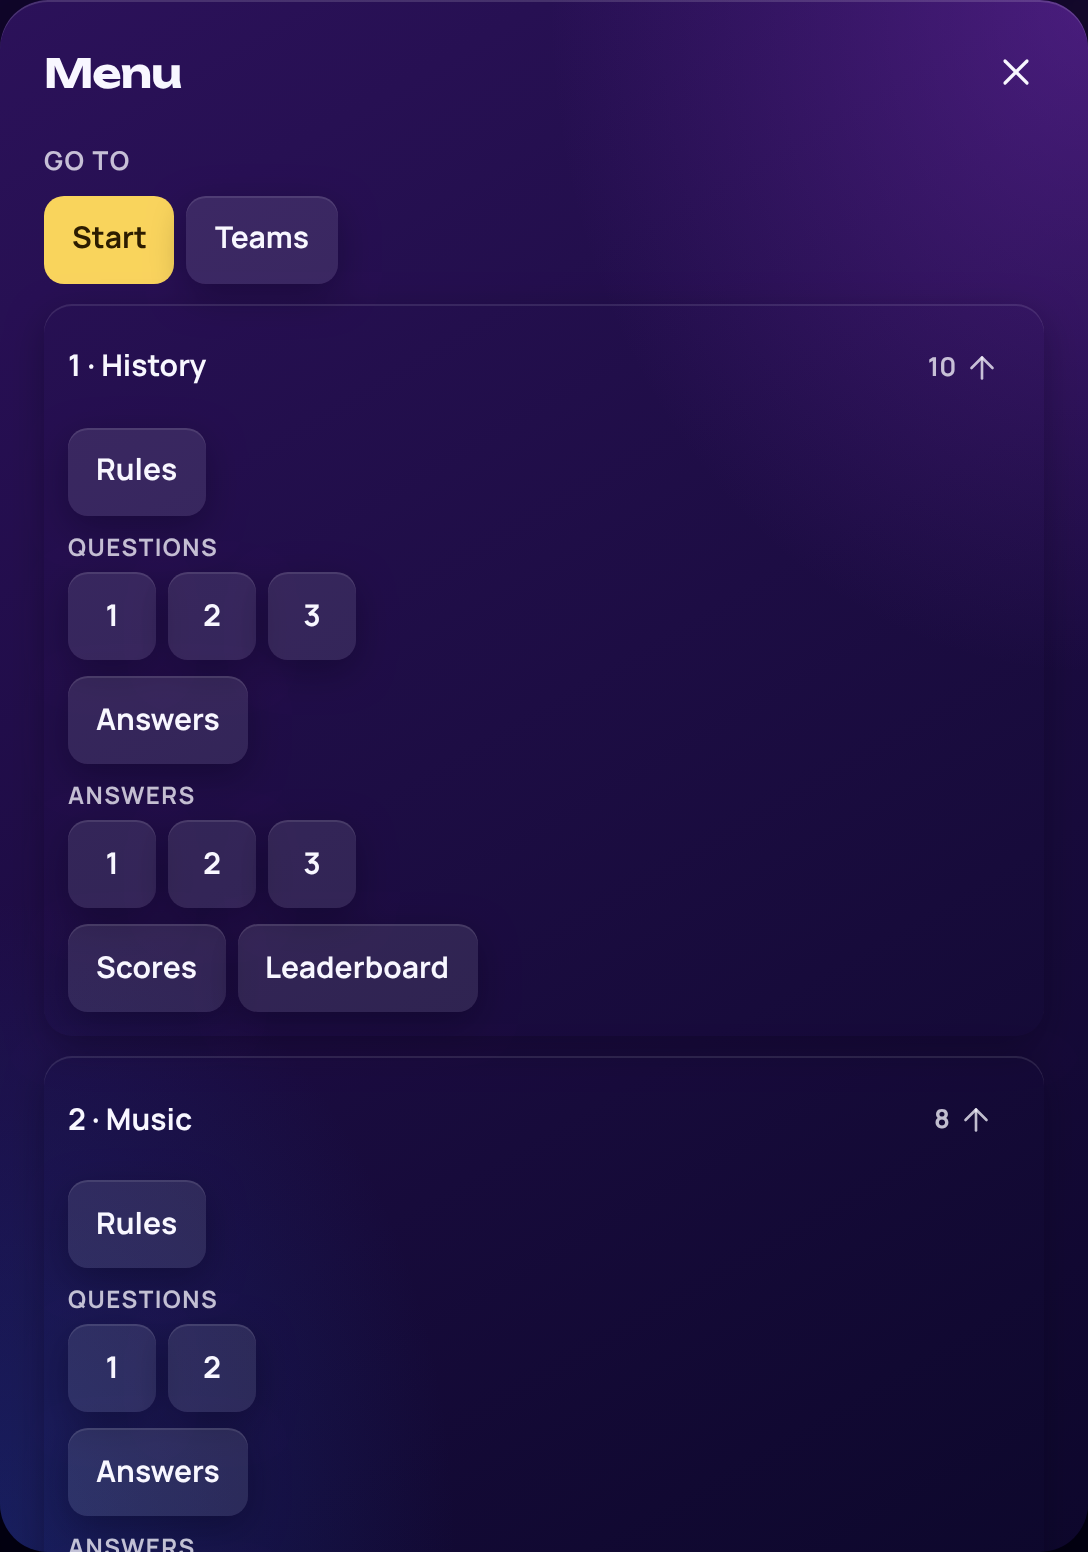 Menu
GO TO
Start Teams
1 · History 10 ↑
Rules
QUESTIONS
1 2 3
Answers
ANSWERS
1 2 3
Scores Leaderboard
2 · Music 8 ↑
Rules
QUESTIONS
1 2
Answers
ANSWERS